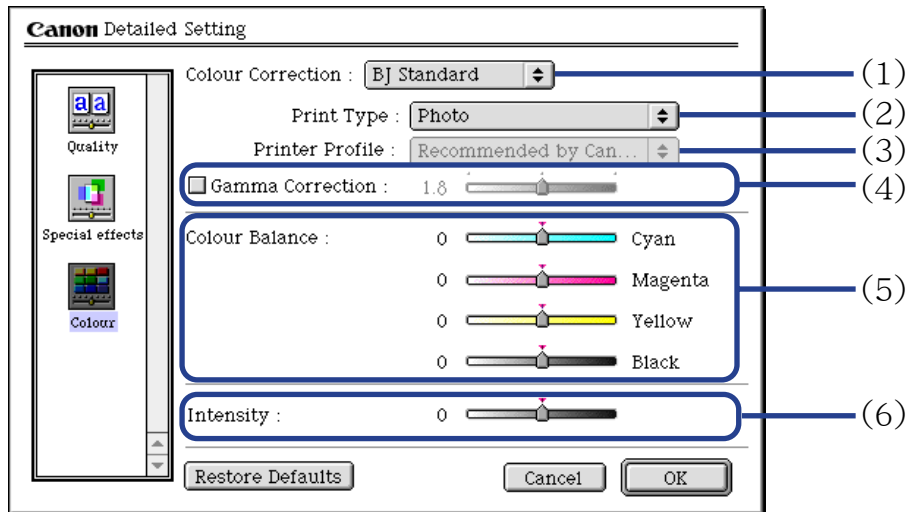 Canon Detailed Setting
Colour Correction : BJ Standard (1)
Print Type : Photo (2)
Printer Profile : Recommended by Can... (3)
Gamma Correction : 1.8 (4)
Colour Balance : 0 Cyan
0 Magenta
(5)
0 Yellow
0 Black
Intensity : 0 (6)
Restore Defaults Cancel OK
aa
Quality
Special effects
Colour